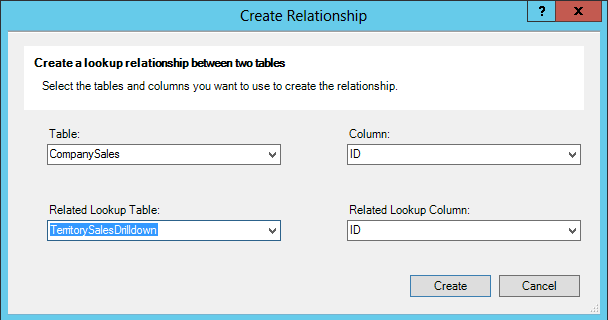 Create Relationship
?
x
Create a lookup relationship between two tables
Select the tables and columns you want to use to create the relationship.
Table:
Column:
CompanySales
ID
Related Lookup Table:
Related Lookup Column:
TerritorySalesDrilldown
ID
Create
Cancel